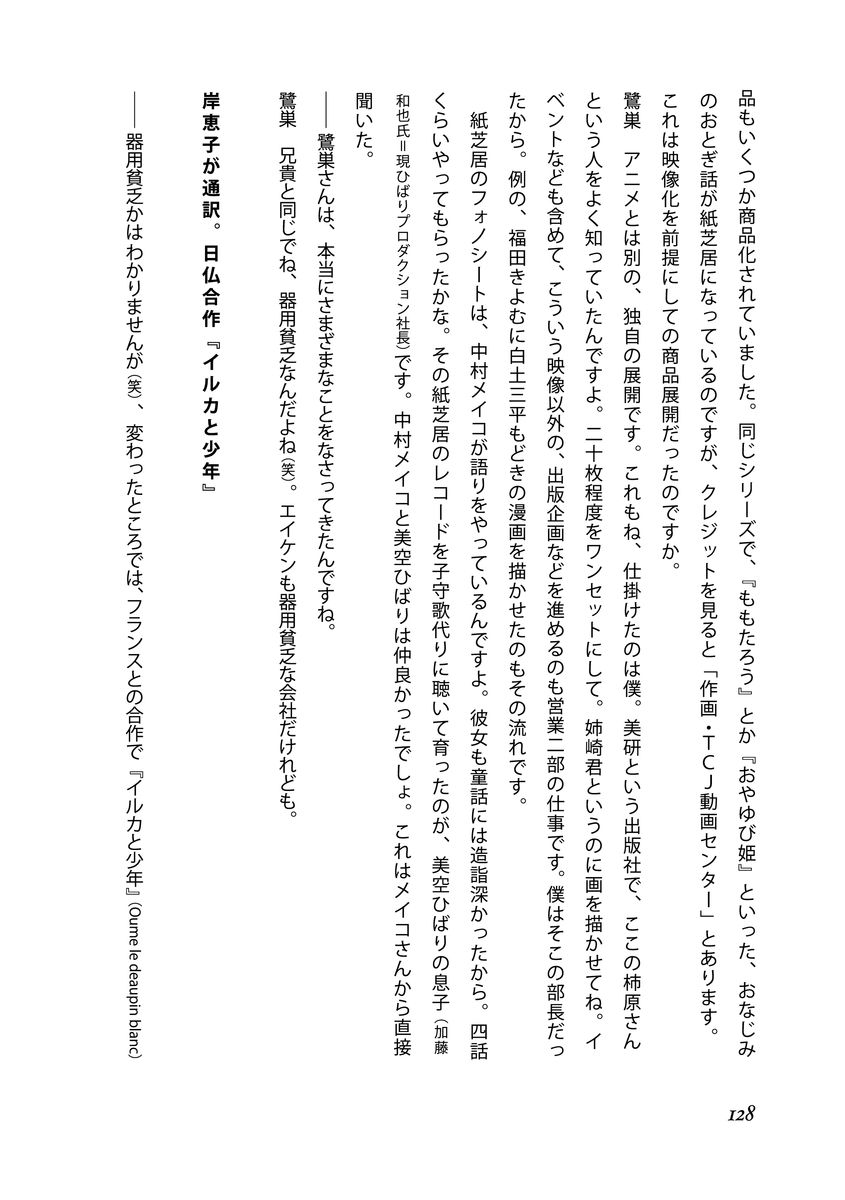 品もいくつか商品化されていました。同じシリーズで、『ももたろう』とか『おやゆび姫』といった、おなじみ
のおとぎ話が紙芝居になっているのですが、クレジットを見ると「作画・ＴＣＪ動画センター」とあります。
これは映像化を前提にしての商品展開だったのですか。
鷺巣　アニメとは別の、独自の展開です。これもね、仕掛けたのは僕。美研という出版社で、ここの柿原さん
という人をよく知っていたんですよ。二十枚程度をワンセットにして。姉崎君というのに画を描かせてね。イ
ベントなども含めて、こういう映像以外の、出版企画などを進めるのも営業二部の仕事です。僕はそこの部長だっ
たから。例の、福田きよむに白土三平もどきの漫画を描かせたのもその流れです。
　紙芝居のフォノシートは、中村メイコが語りをやっているんですよ。彼女も童話には造詣深かったから。四話
くらいやってもらったかな。その紙芝居のレコードを子守歌代りに聴いて育ったのが、美空ひばりの息子（加藤
和也氏＝現ひばりプロダクション社長）です。中村メイコと美空ひばりは仲良かったでしょ。これはメイコさんから直接
聞いた。
――鷺巣さんは、本当にさまざまなことをなさってきたんですね。
鷺巣　兄貴と同じでね、器用貧乏なんだよね（笑）。エイケンも器用貧乏な会社だけれども。
岸恵子が通訳。日仏合作『イルカと少年』
――器用貧乏かはわかりませんが（笑）、変わったところでは、フランスとの合作で『イルカと少年』（Oume le deaupin blanc）
128